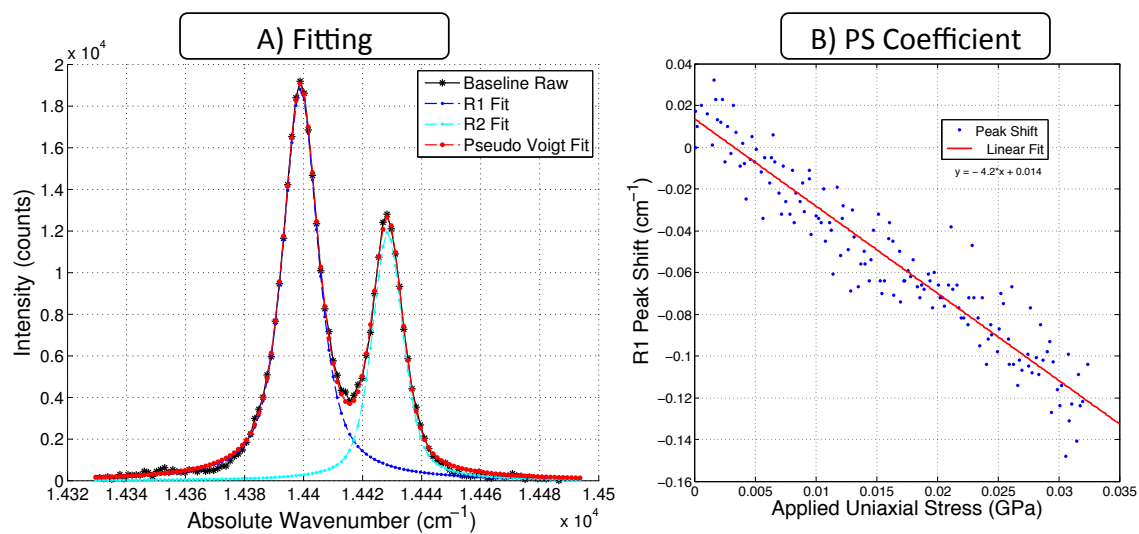 A) Fitting
x 10⁴
2
1.8
1.6
1.4
1.2
1
0.8
0.6
0.4
0.2
0
Intensity (counts)
Baseline Raw
R1 Fit
R2 Fit
Pseudo Voigt Fit
1.432 1.434 1.436 1.438 1.44 1.442 1.444 1.446 1.448 1.45
Absolute Wavenumber (cm⁻¹) x 10⁴
B) PS Coefficient
0.04
0.02
0
−0.02
−0.04
−0.06
−0.08
−0.1
−0.12
−0.14
−0.16
R1 Peak Shift (cm⁻¹)
Peak Shift
Linear Fit
y = − 4.2*x + 0.014
0 0.005 0.01 0.015 0.02 0.025 0.03 0.035
Applied Uniaxial Stress (GPa)